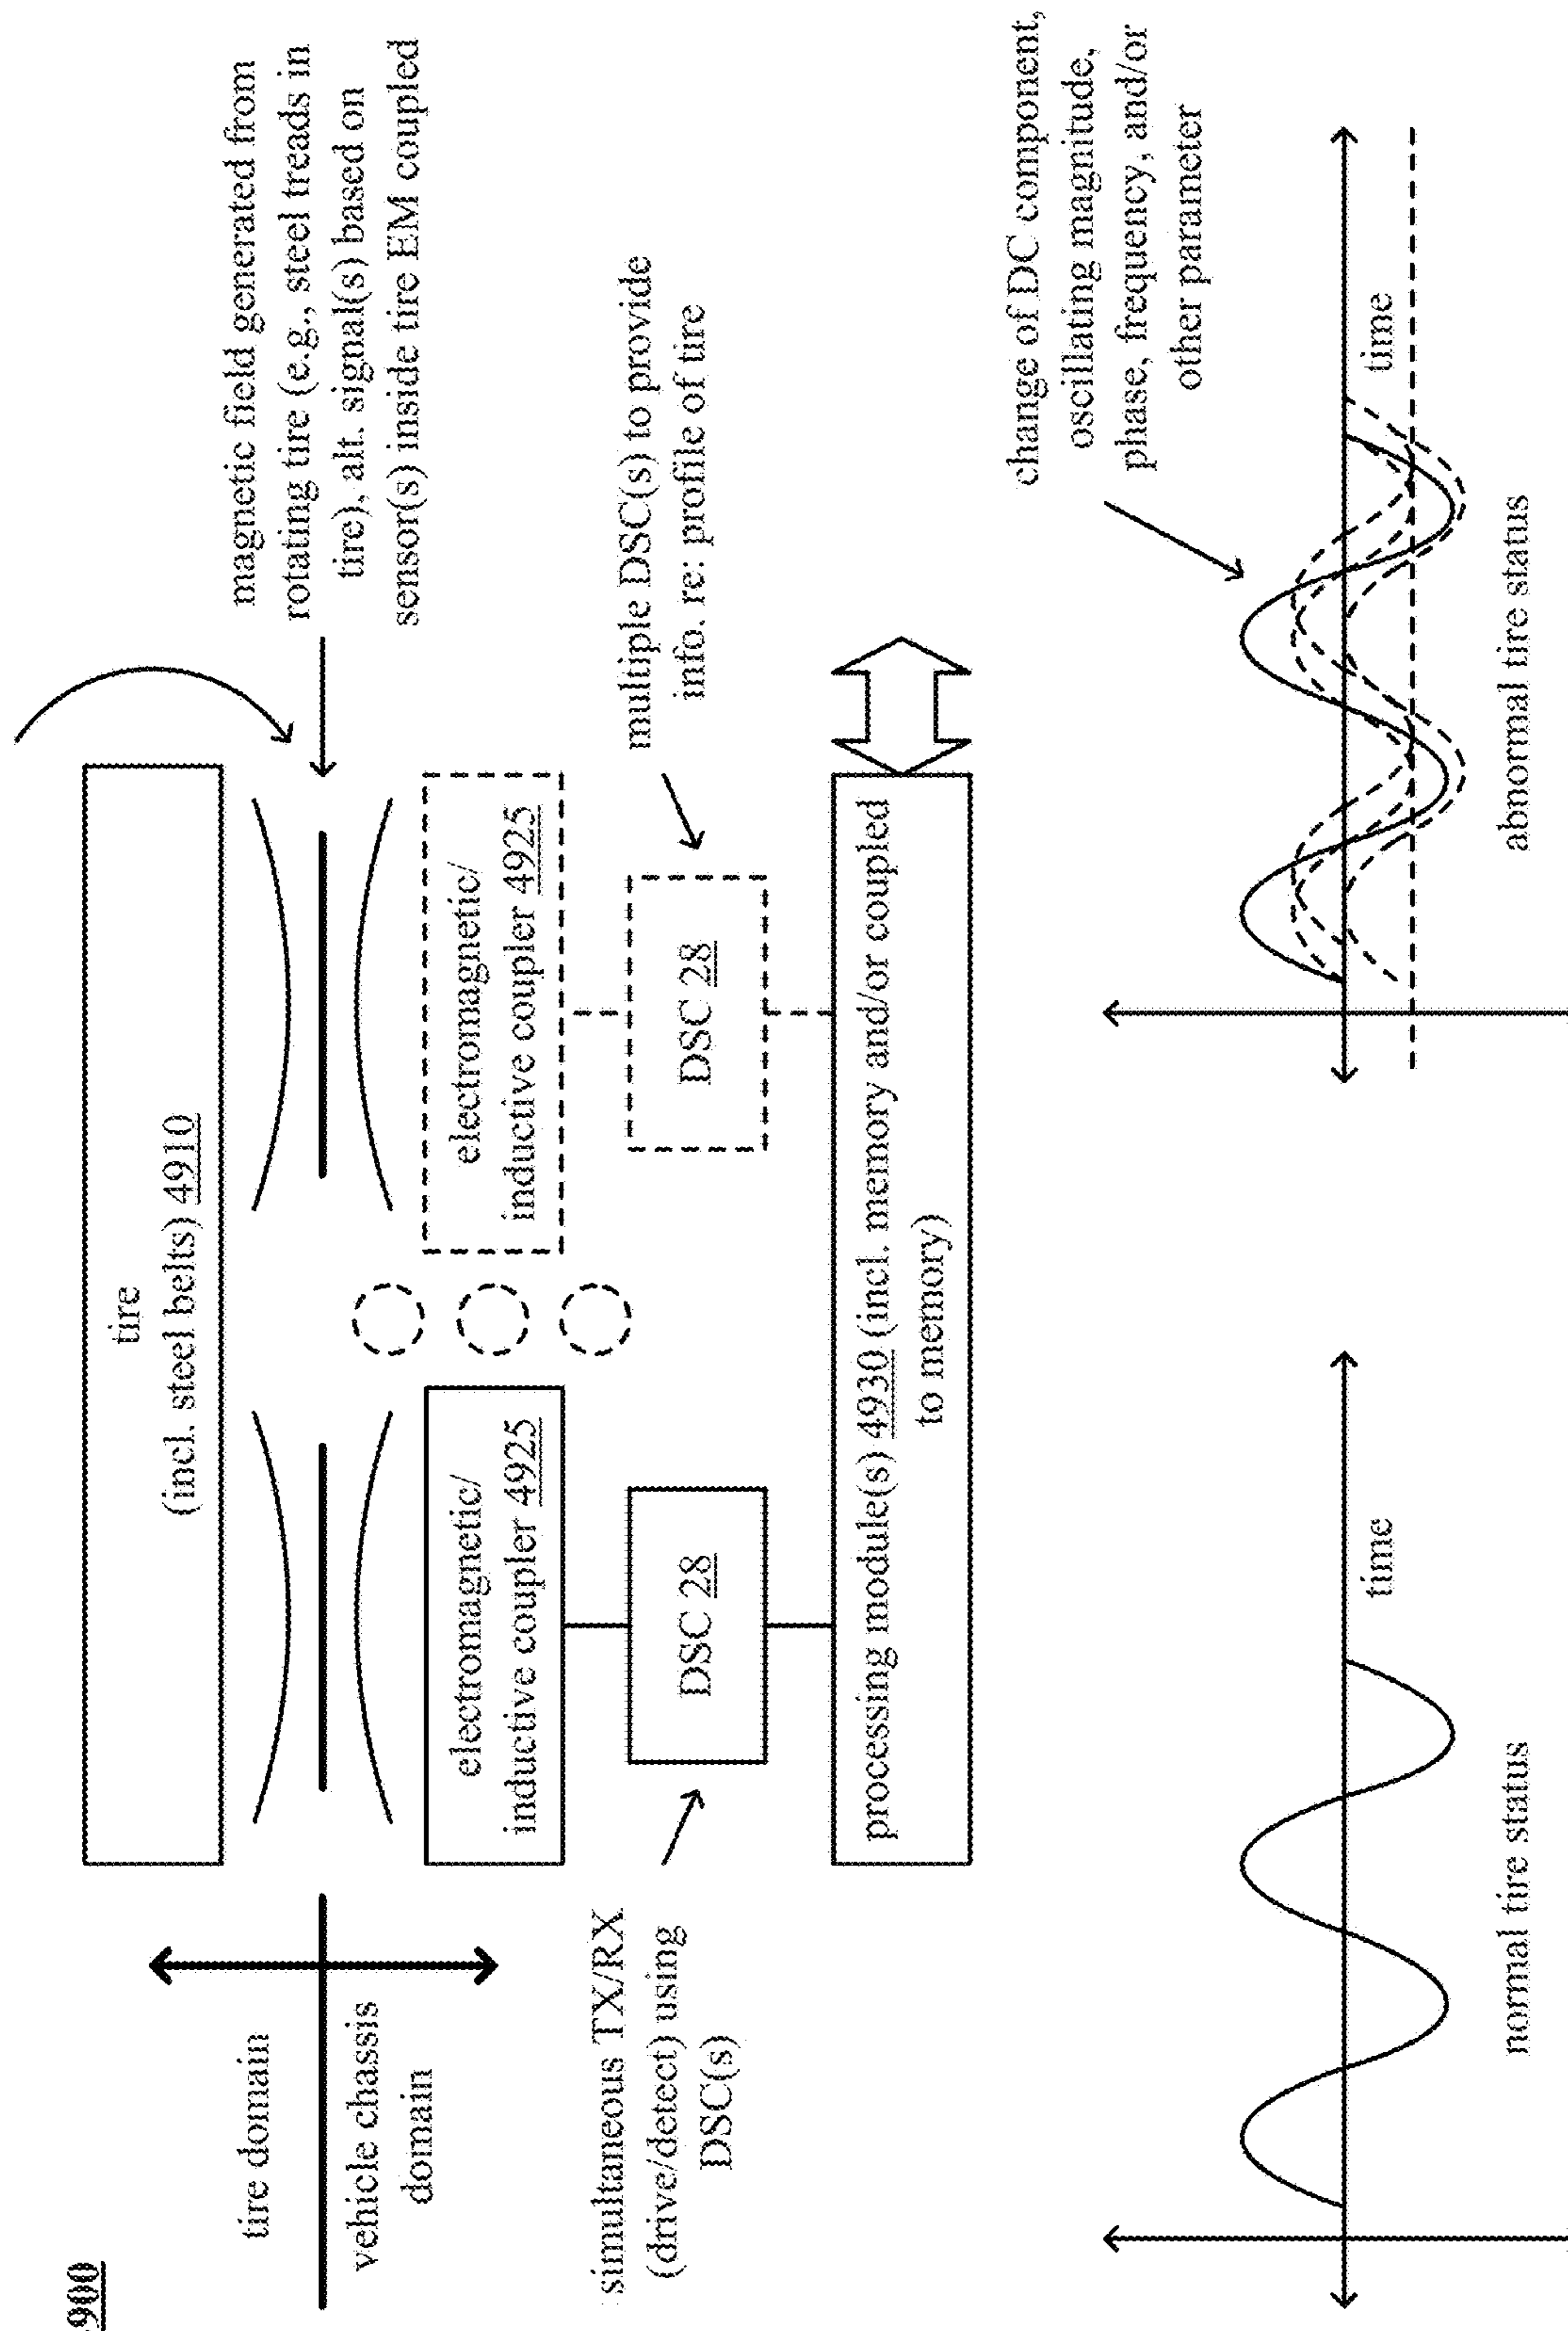 900
tire domain
vehicle chassis
domain
tire
(incl. steel belts) 4910
magnetic field generated from
rotating tire (e.g., steel treads in
tire), alt. signal(s) based on
sensor(s) inside tire EM coupled
electromagnetic/
inductive coupler 4925
electromagnetic/
inductive coupler 4925
simultaneous TX/RX
(drive/detect) using
DSC(s)
DSC 28
DSC 28
multiple DSC(s) to provide
info. re: profile of tire
processing module(s) 4930 (incl. memory and/or coupled
to memory)
time
normal tire status
change of DC component,
oscillating magnitude,
phase, frequency, and/or
other parameter
time
abnormal tire status